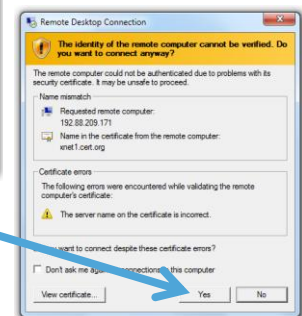 Remote Desktop Connection
The identity of the remote computer cannot be verified. Do
you want to connect anyway?
The remote computer could not be authenticated due to problems with its
security certificate. It may be unsafe to proceed.
Name mismatch
Requested remote computer:
192.88.209.171
Name in the certificate from the remote computer:
xnet1.cert.org
Certificate errors
The following errors were encountered while validating the remote
computer's certificate:
The server name on the certificate is incorrect.
want to connect despite these certificate errors?
Don't ask me connections this computer
View certificate...
Yes
No